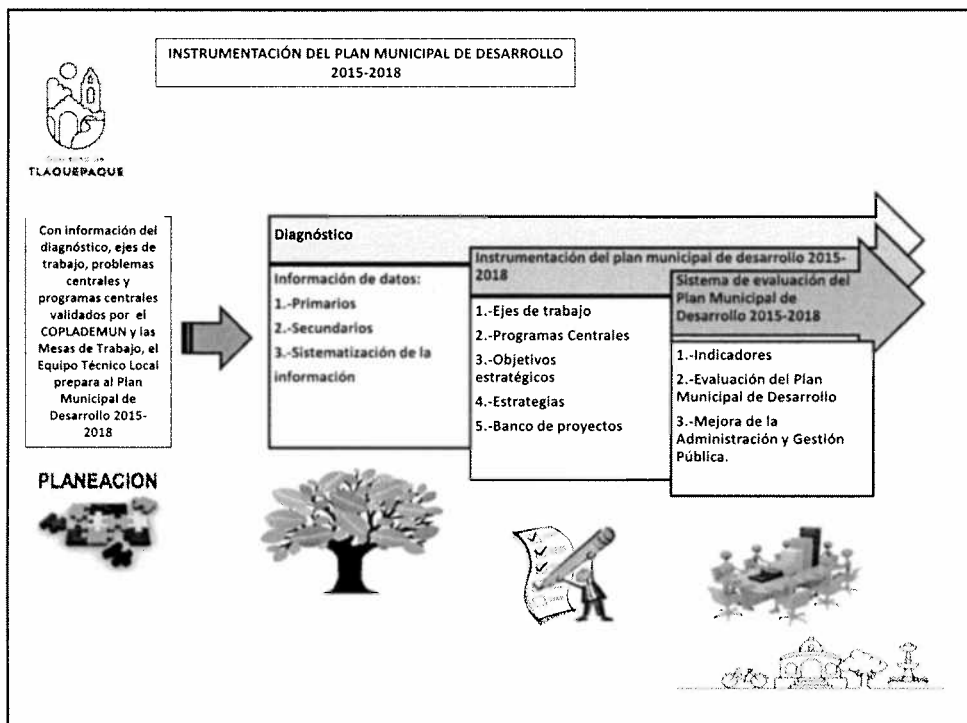 INSTRUMENTACIÓN DEL PLAN MUNICIPAL DE DESARROLLO
2015-2018
TLAQUEPAQUE
Con información del
diagnóstico, ejes de
trabajo, problemas
centrales y
programas centrales
validados por el
COPLADEMUN y las
Mesas de Trabajo, el
Equipo Técnico Local
prepara al Plan
Municipal de
Desarrollo 2015-
2018
PLANEACION
Diagnóstico
Información de datos:
1.-Primarios
2.-Secundarios
3.-Sistematización de la
información
Instrumentación del plan municipal de desarrollo 2015-
2018
1.-Ejes de trabajo
2.-Programas Centrales
3.-Objetivos
estratégicos
4.-Estrategias
5.-Banco de proyectos
Sistema de evaluación del
Plan Municipal de
Desarrollo 2015-2018
1.-Indicadores
2.-Evaluación del Plan
Municipal de Desarrollo
3.-Mejora de la
Administración y Gestión
Pública.